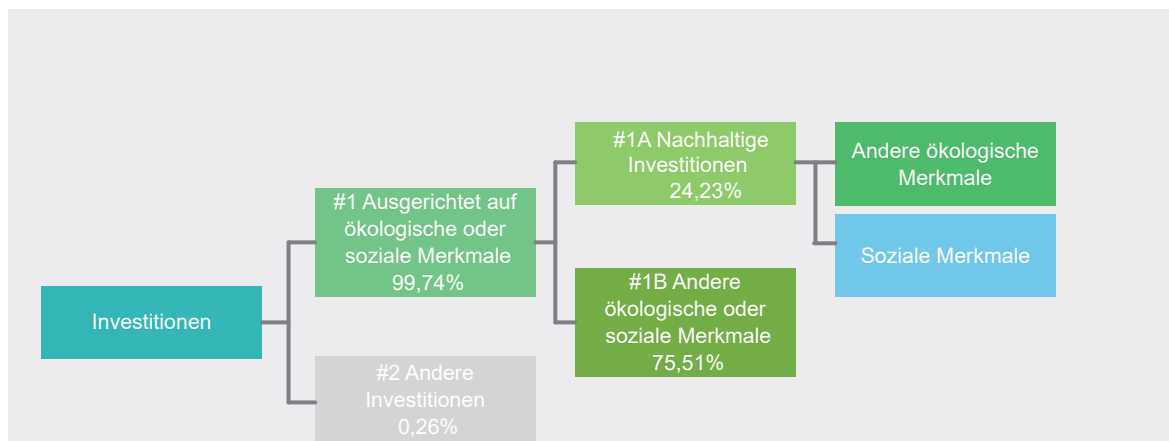 Investitionen
#1 Ausgerichtet auf
ökologische oder
soziale Merkmale
99,74%
#2 Andere
Investitionen
0,26%
#1A Nachhaltige
Investitionen
24,23%
#1B Andere
ökologische oder
soziale Merkmale
75,51%
Andere ökologische
Merkmale
Soziale Merkmale